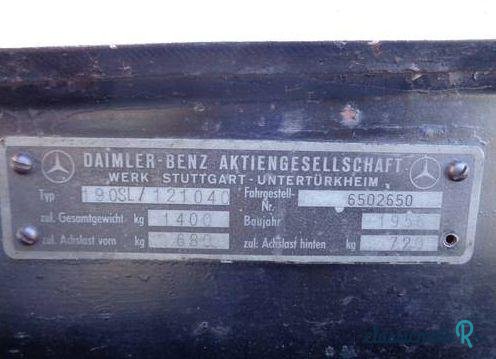 DAIMLER-BENZ AKTIENGESELLSCHAFT
WERK STUTTGART-UNTERTÜRKHEIM
Typ 190SL/121040 Fahrgestell-Nr. 6502650
zul. Gesamtgewicht kg 1400 Baujahr
zul. Achslast vorn kg 680 zul. Achslast hinten kg 720